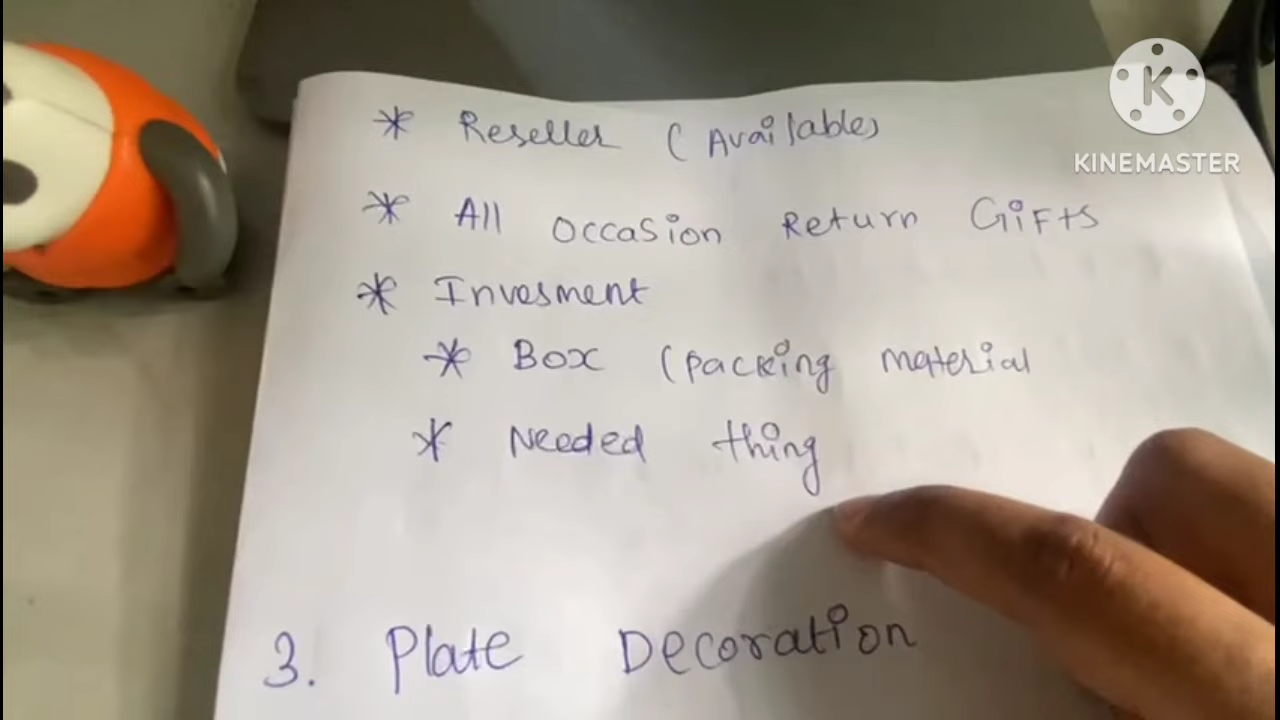 * Reseller (Available)
* All Occasion Return Gifts
* Invesment
* Box (packing material
* Needed thing
3. Plate Decoration
K
KINEMASTER